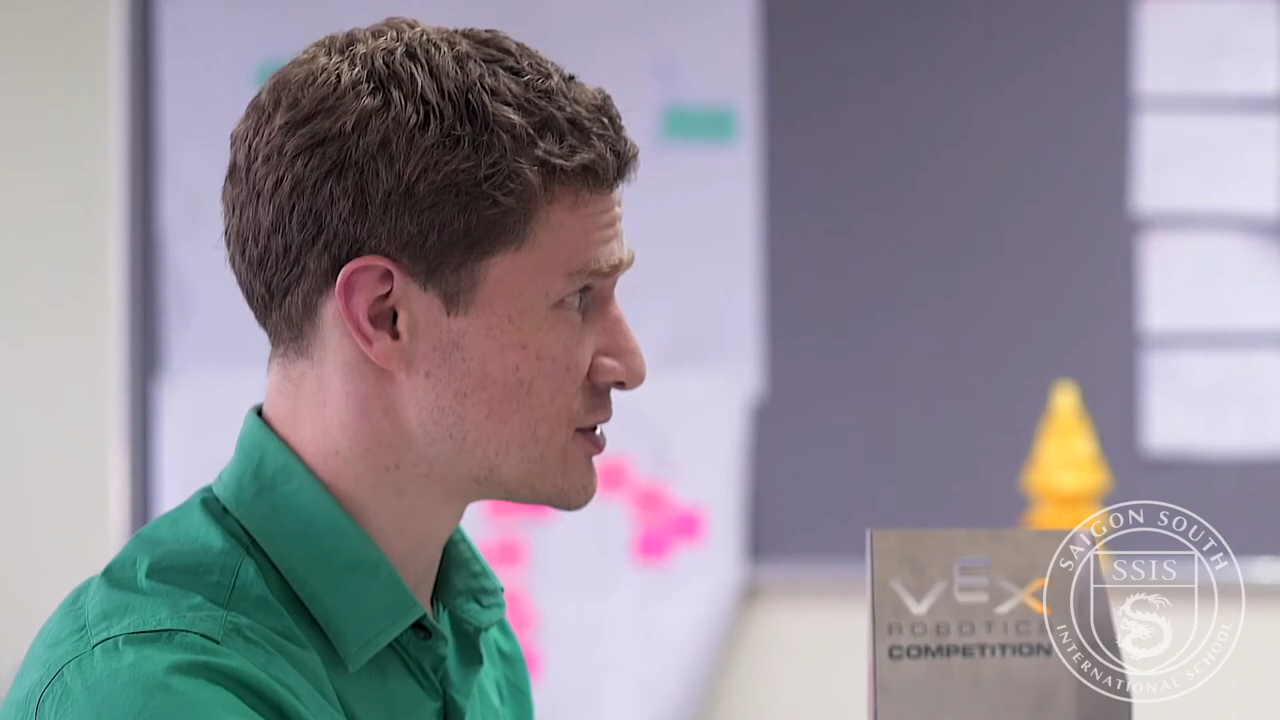 VEX
ROBOTICS
COMPETITION
SAIGON SOUTH
SSIS
INTERNATIONAL SCHOOL